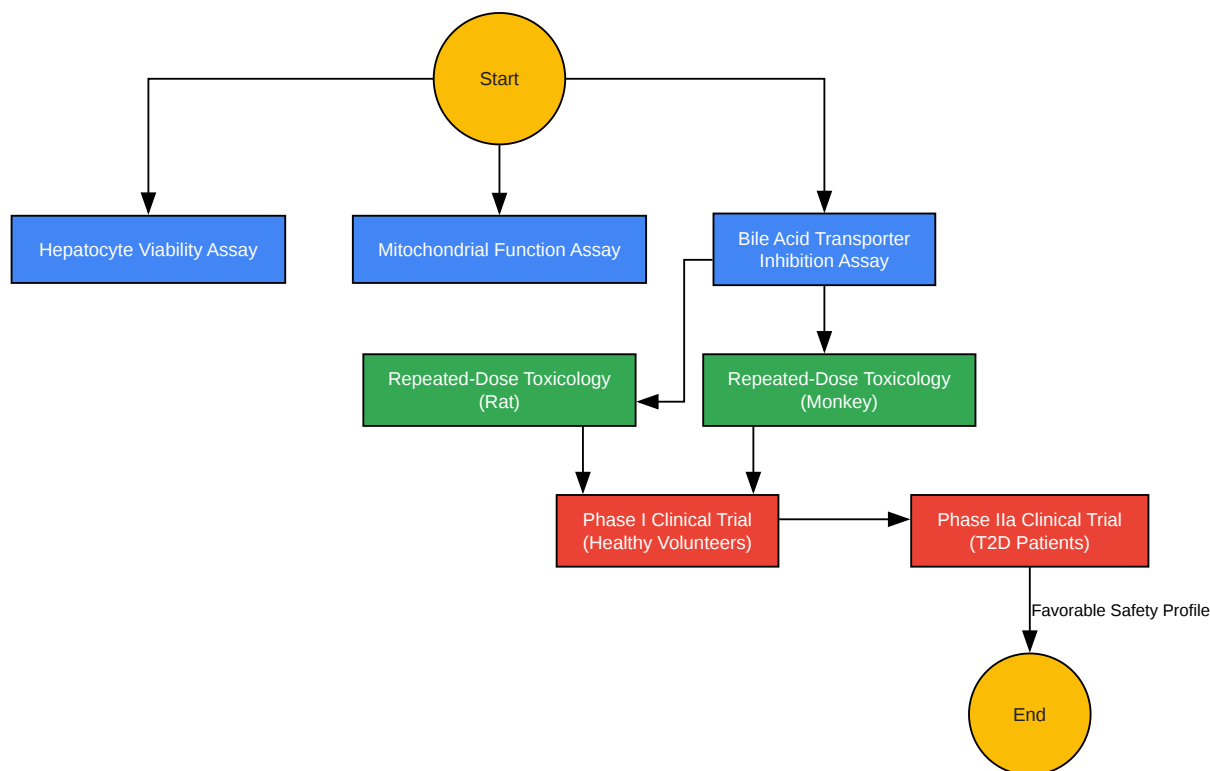 Start
Hepatocyte Viability Assay
Mitochondrial Function Assay
Bile Acid Transporter
Inhibition Assay
Repeated-Dose Toxicology
(Rat)
Repeated-Dose Toxicology
(Monkey)
Phase I Clinical Trial
(Healthy Volunteers)
Phase IIa Clinical Trial
(T2D Patients)
Favorable Safety Profile
End